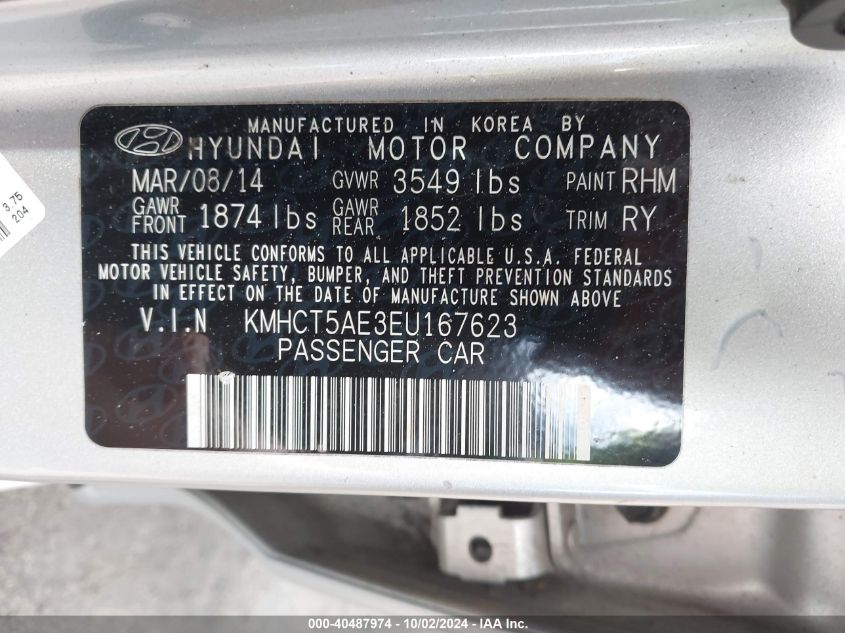 MANUFACTURED IN KOREA BY
HYUNDAI MOTOR COMPANY
MAR/08/14 GVWR 3549 lbs PAINT RHM
GAWR FRONT 1874 lbs GAWR REAR 1852 lbs TRIM RY
THIS VEHICLE CONFORMS TO ALL APPLICABLE U.S.A. FEDERAL
MOTOR VEHICLE SAFETY, BUMPER, AND THEFT PREVENTION STANDARDS
IN EFFECT ON THE DATE OF MANUFACTURE SHOWN ABOVE
V.I.N KMHCT5AE3EU167623
PASSENGER CAR
3.75
204
000-40487974 - 10/02/2024 - IAA Inc.